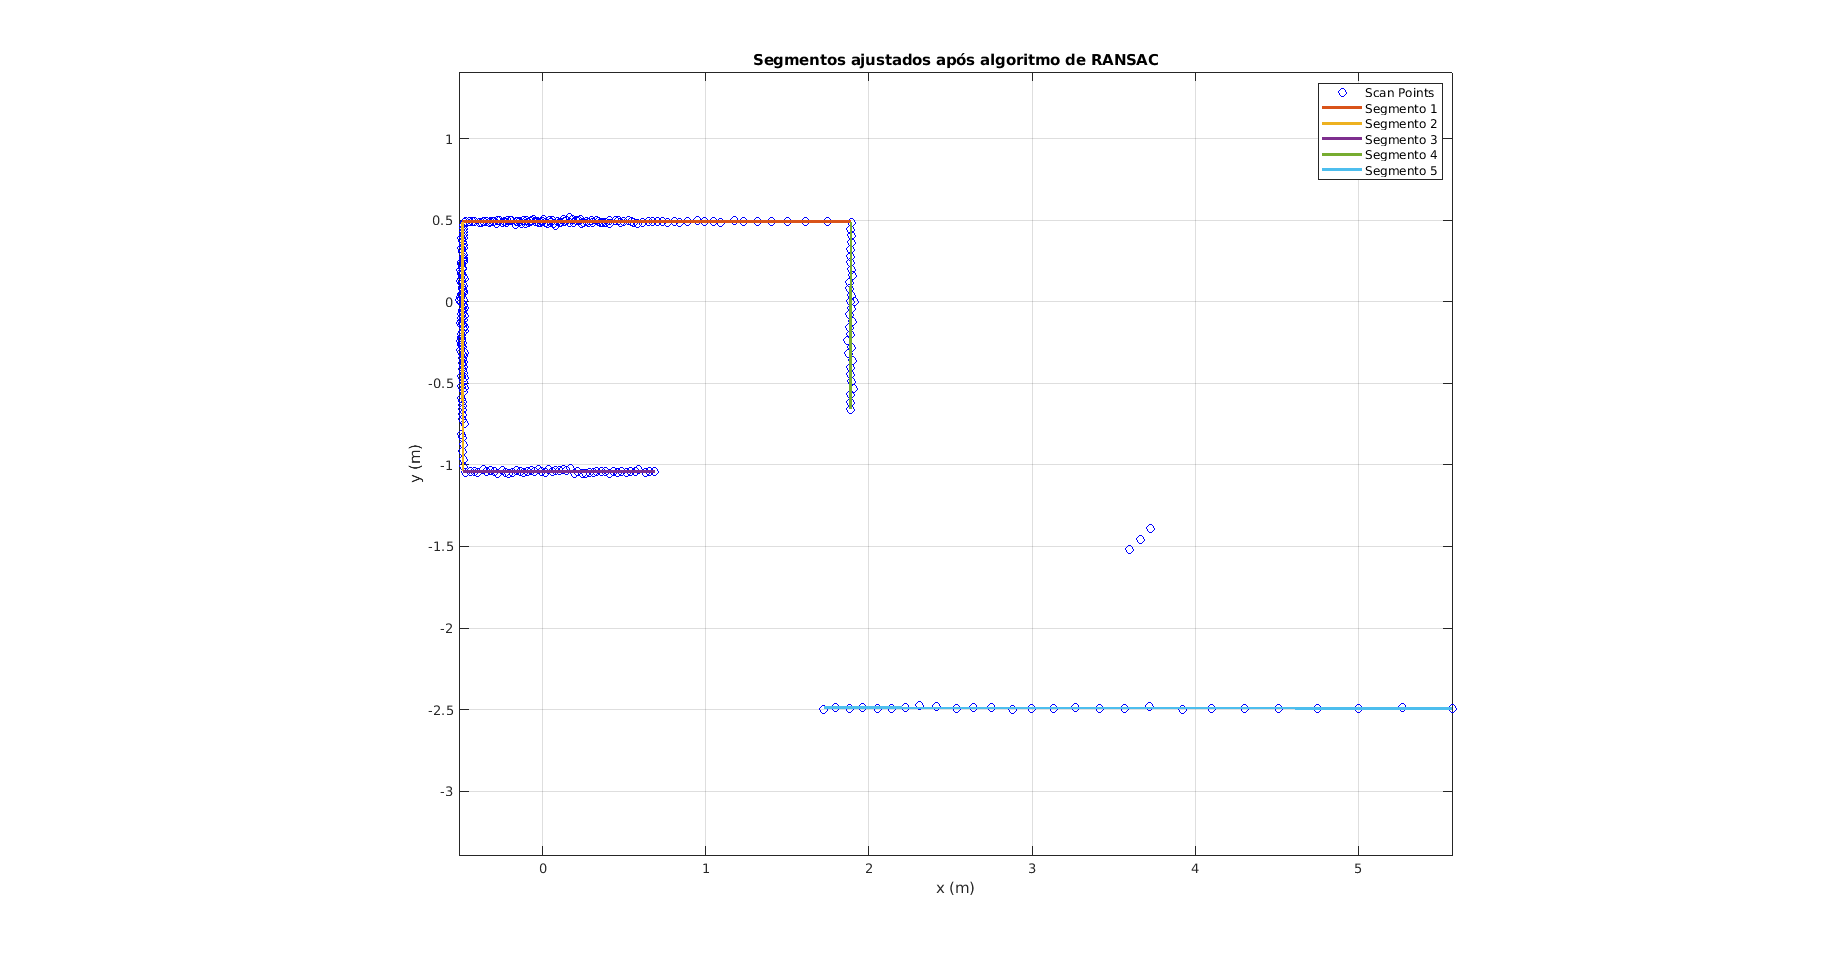 Segmentos ajustados após algoritmo de RANSAC
Scan Points
Segmento 1
Segmento 2
Segmento 3
Segmento 4
Segmento 5
1
0.5
0
-0.5
-1
-1.5
-2
-2.5
-3
y (m)
0 1 2 3 4 5
x (m)